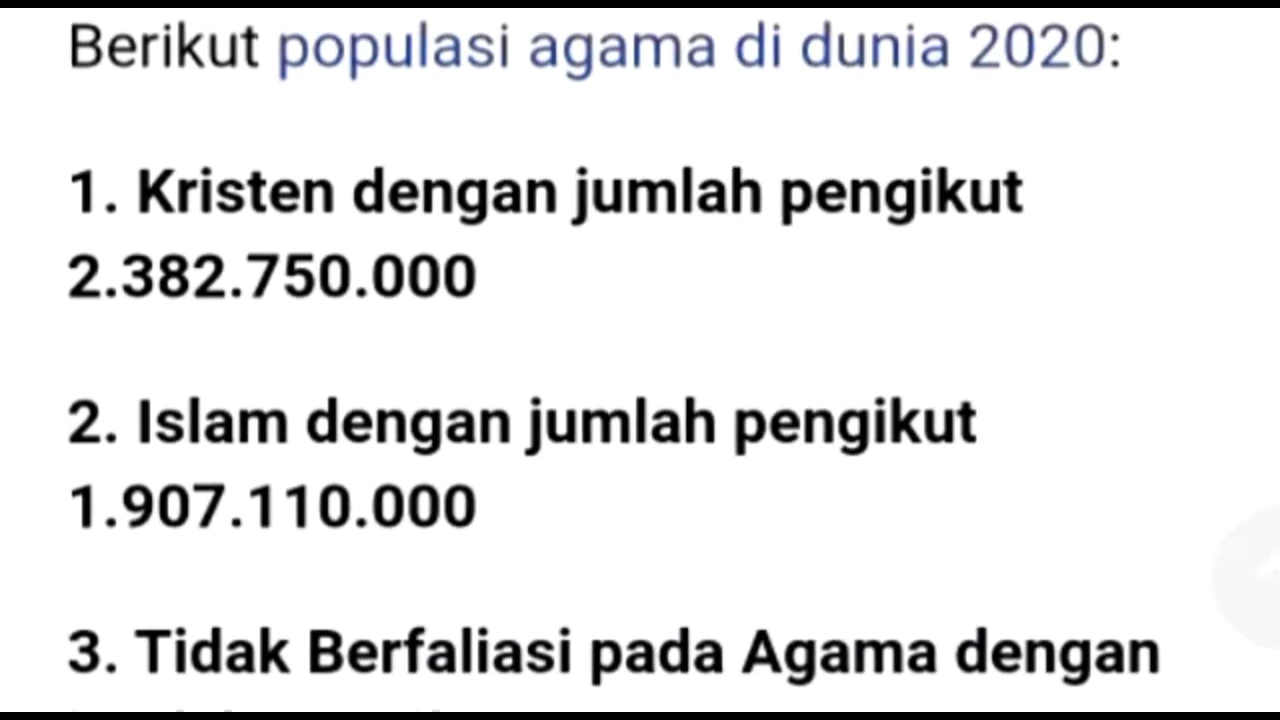 Berikut populasi agama di dunia 2020:
1. Kristen dengan jumlah pengikut
2.382.750.000
2. Islam dengan jumlah pengikut
1.907.110.000
3. Tidak Berfaliasi pada Agama dengan